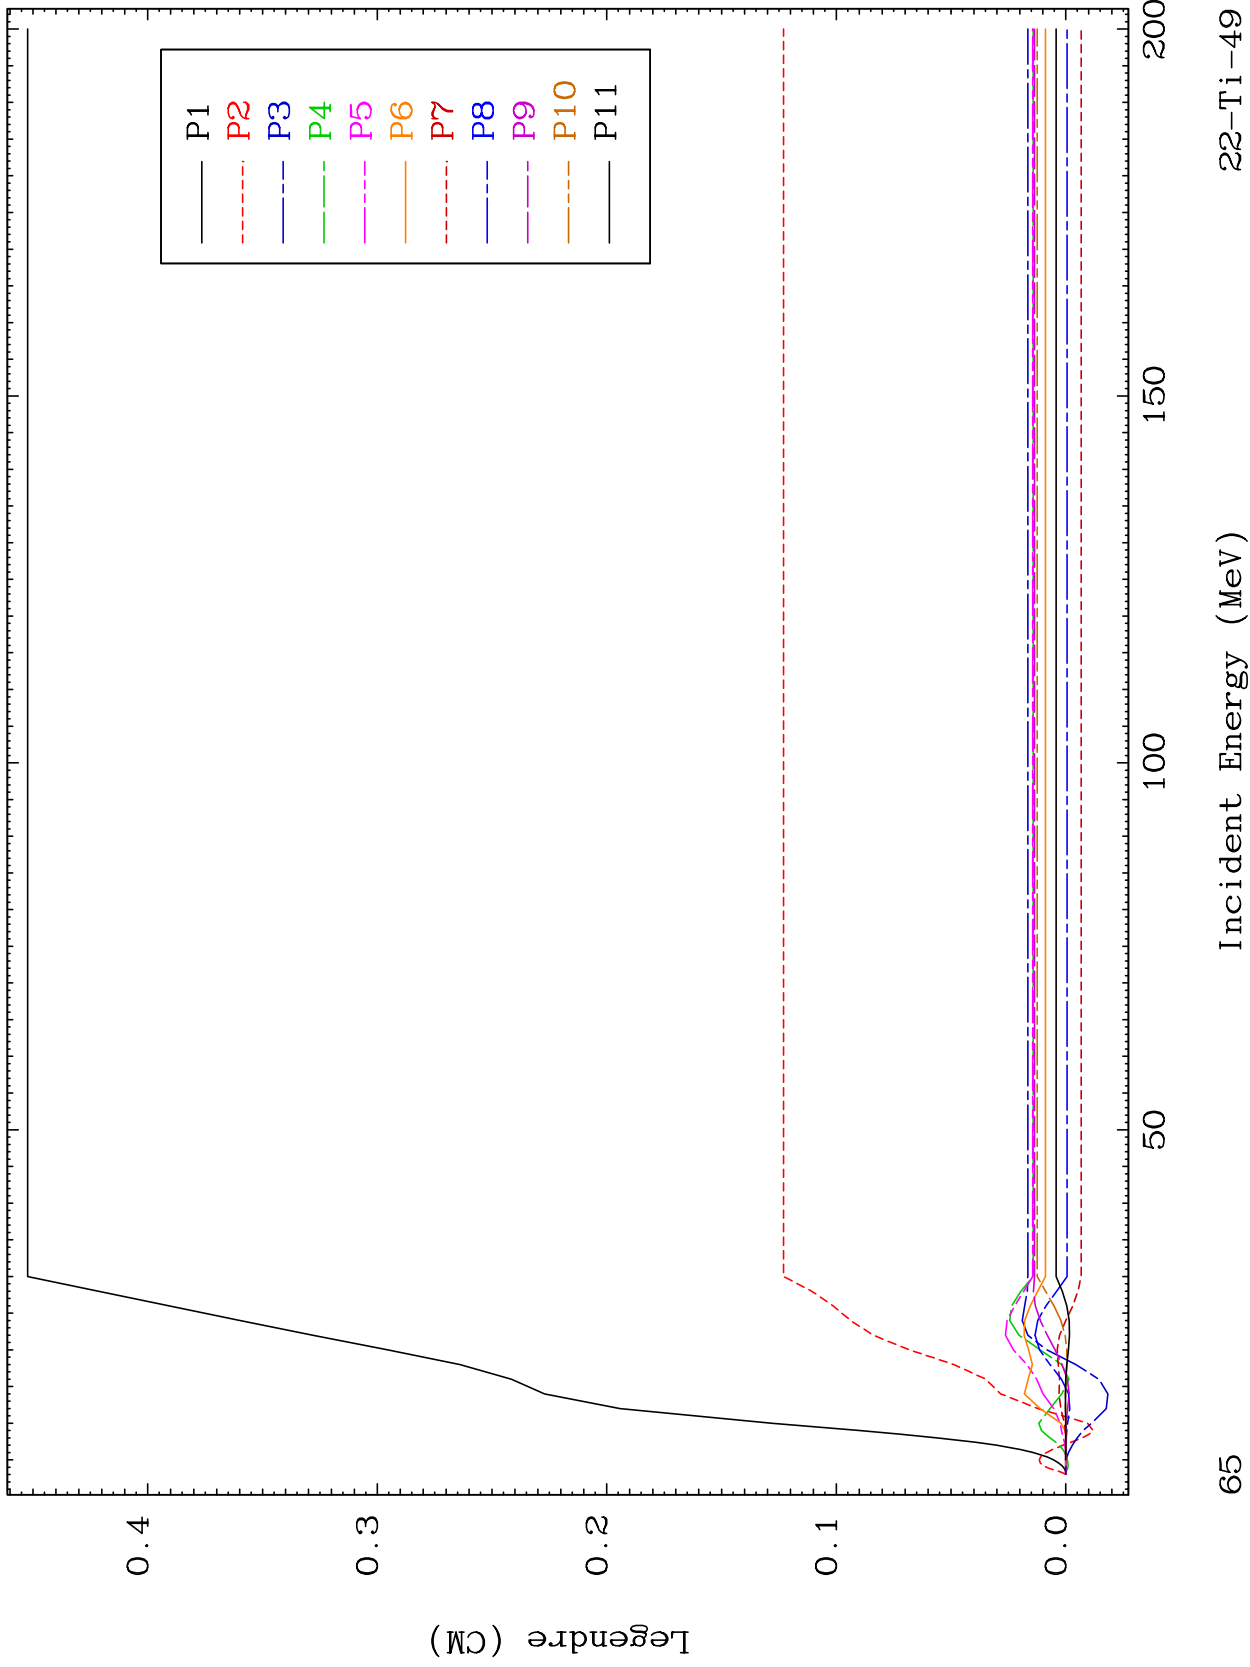 P1
P2
P3
P4
P5
P6
P7
P8
P9
P10
P11
Legendre (CM)
0.4
0.3
0.2
0.1
0.0
50
100
150
200
65
Incident Energy (MeV)
22-Ti-49